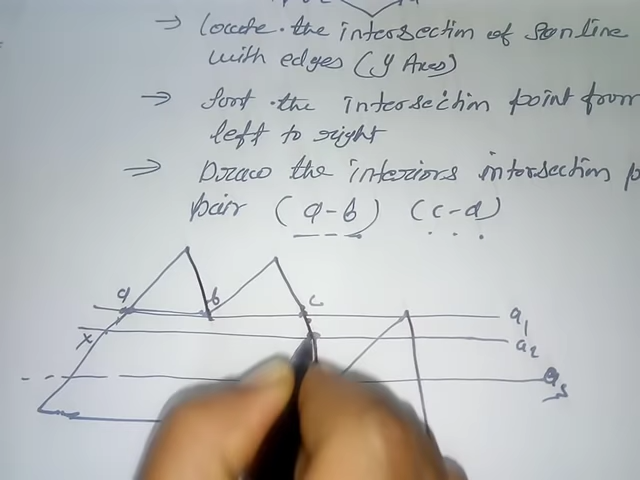 → locate the intersection of Scanline
with edges (y Axes)
→ Sort the intersection point from
left to right
⇒ Draw the interiors intersection p
pair (a-b) (c-d)
a b c
a1
x a2
a3